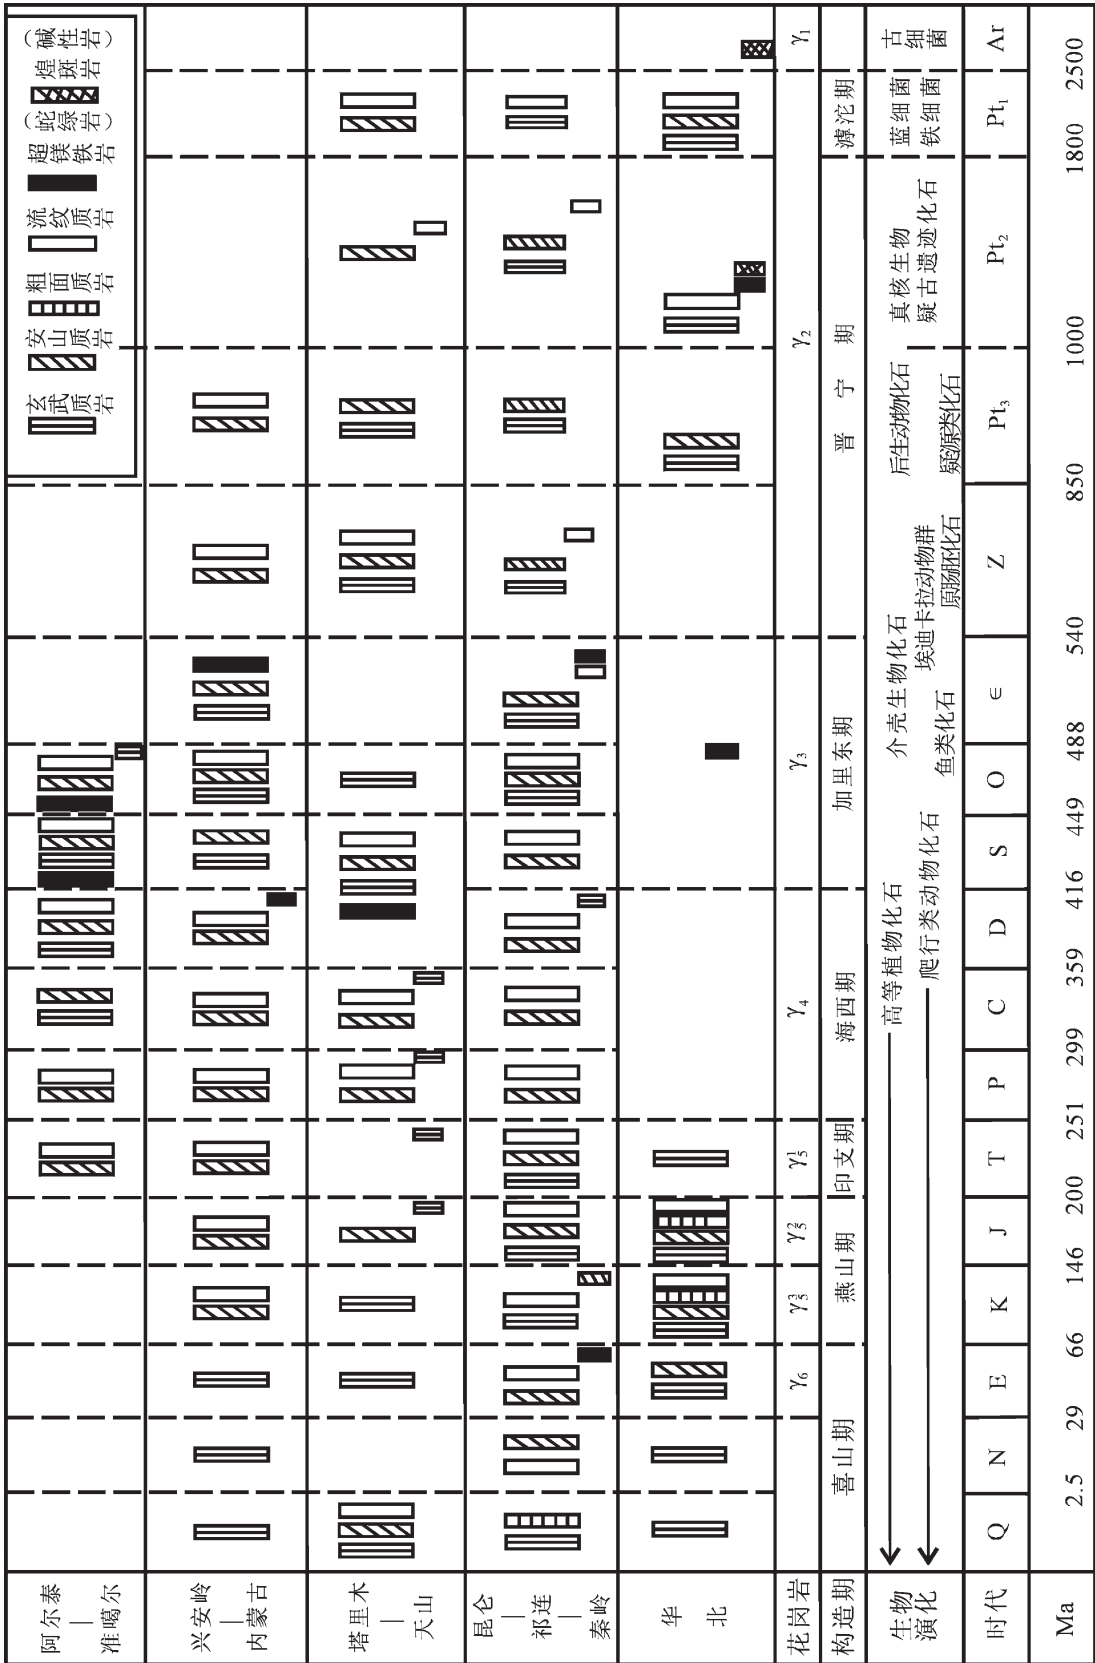 阿尔泰
—
准噶尔
玄武质岩
安山质岩
粗面质岩
流纹质岩
超镁铁岩
(蛇绿岩)
煌斑岩
(碱性岩)
兴安岭
—
内蒙古
塔里木
—
天山
昆仑
—
祁连
—
秦岭
华
北
花岗岩 γ₆ γ₅³ γ₅² γ₅¹ γ₄ γ₃ γ₂ γ₁
构造期 喜山期 燕山期 印支期 海西期 加里东期 晋宁期 滹沱期
生物
演化
高等植物化石
爬行类动物化石
介壳生物化石
鱼类化石
埃迪卡拉动物群
原肠胚化石
后生动物化石
疑源类化石
真核生物
疑古遗迹化石
蓝细菌
铁细菌
古细菌
时代 Q N E K J T P C D S O ∈ Z Pt₃ Pt₂ Pt₁ Ar
Ma 2.5 29 66 146 200 251 299 359 416 449 488 540 850 1000 1800 2500